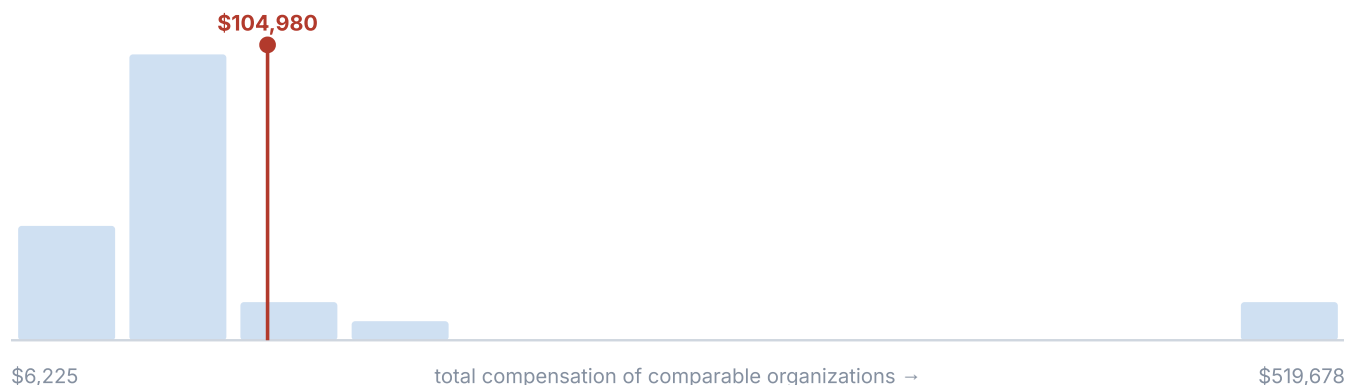 $104,980
$6,225
total compensation of comparable organizations →
$519,678